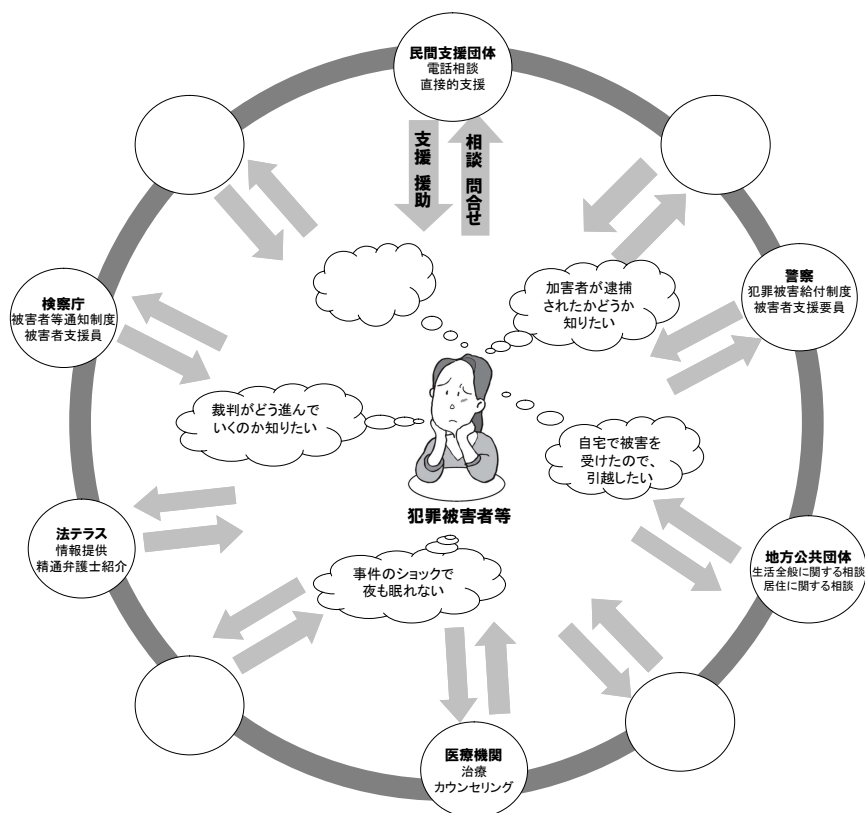 民間支援団体
電話相談
直接的支援
支援 援助
相談 問合せ
加害者が逮捕
されたかどうか
知りたい
警察
犯罪被害給付制度
被害者支援要員
検察庁
被害者等通知制度
被害者支援員
裁判がどう進んで
いくのか知りたい
自宅で被害を
受けたので、
引越したい
犯罪被害者等
法テラス
情報提供
精通弁護士紹介
地方公共団体
生活全般に関する相談
居住に関する相談
事件のショックで
夜も眠れない
医療機関
治療
カウンセリング